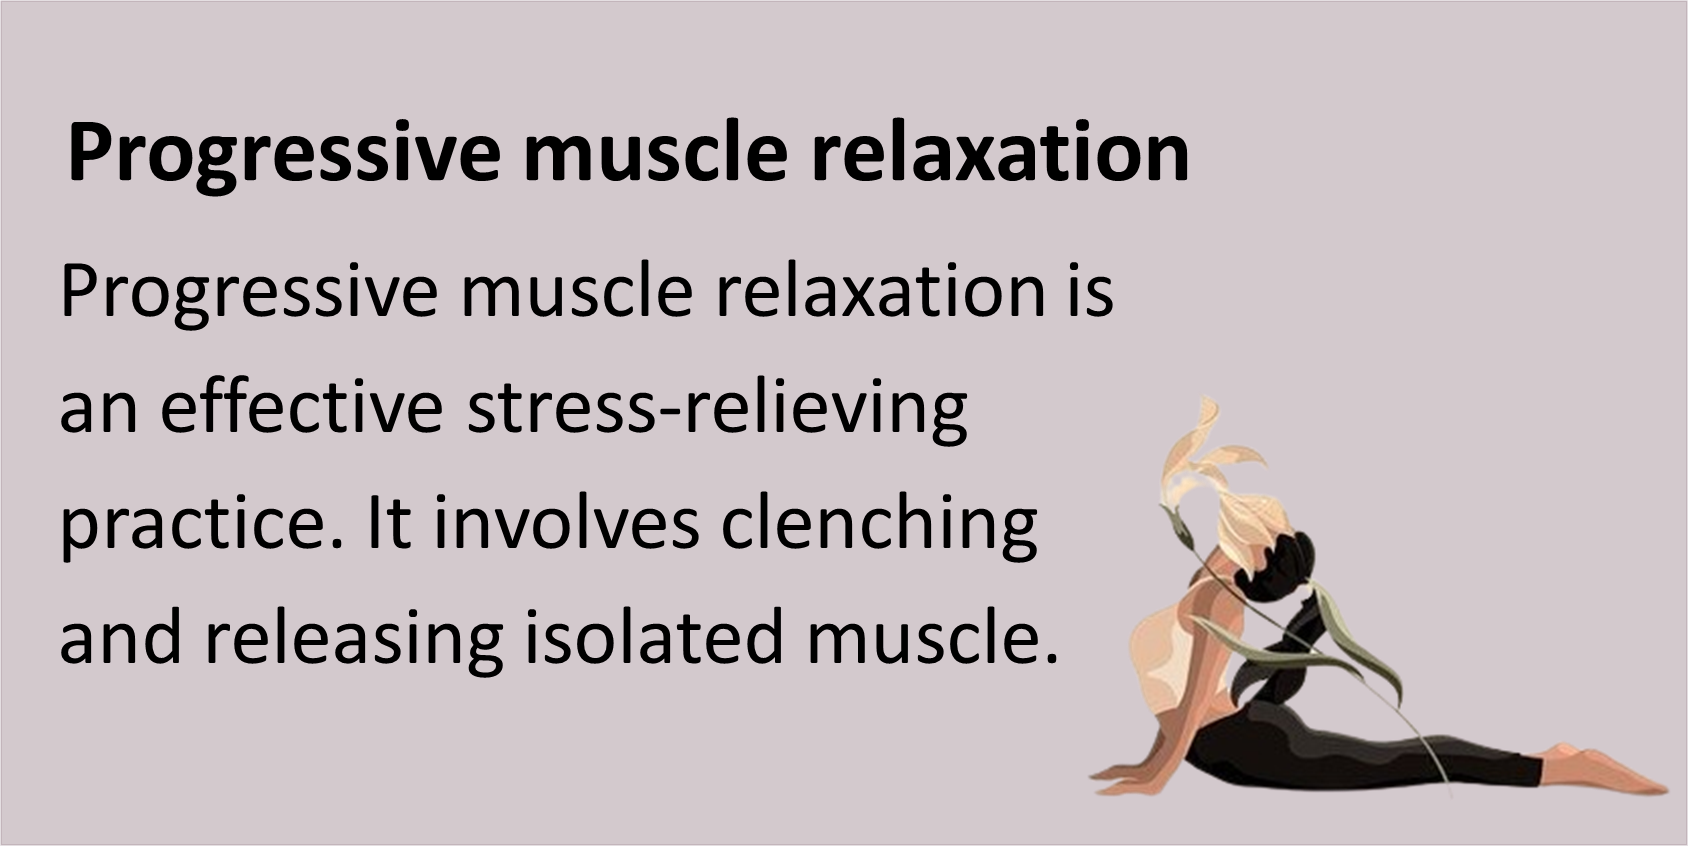 Progressive muscle relaxation
Progressive muscle relaxation is
an effective stress-relieving
practice. It involves clenching
and releasing isolated muscle.